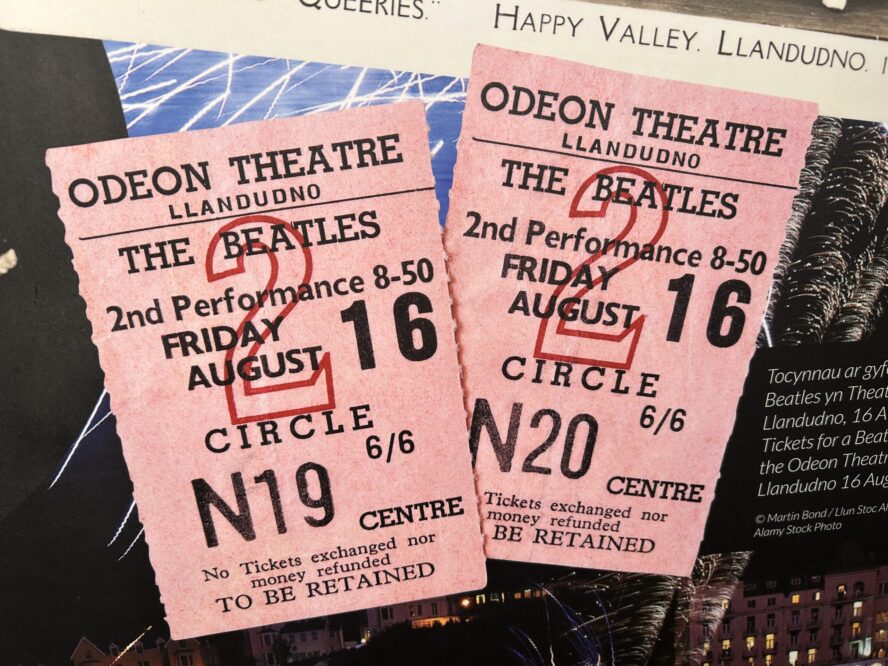 QUEERIES." HAPPY VALLEY. LLANDUDNO. 1
ODEON THEATRE
LLANDUDNO
THE BEATLES
2
2nd Performance 8-50
FRIDAY
AUGUST 16
CIRCLE
6/6
N19
CENTRE
No Tickets exchanged nor
money refunded
TO BE RETAINED
ODEON THEATRE
LLANDUDNO
THE BEATLES
2
2nd Performance 8-50
FRIDAY
AUGUST 16
CIRCLE
6/6
N20
CENTRE
Tickets exchanged nor
money refunded
BE RETAINED
Tocynnau ar gyf
Beatles yn Theat
Llandudno, 16 A
Tickets for a Beat
the Odeon Theatr
Llandudno 16 Aug
© Martin Bond / Llun Stoc Al
Alamy Stock Photo